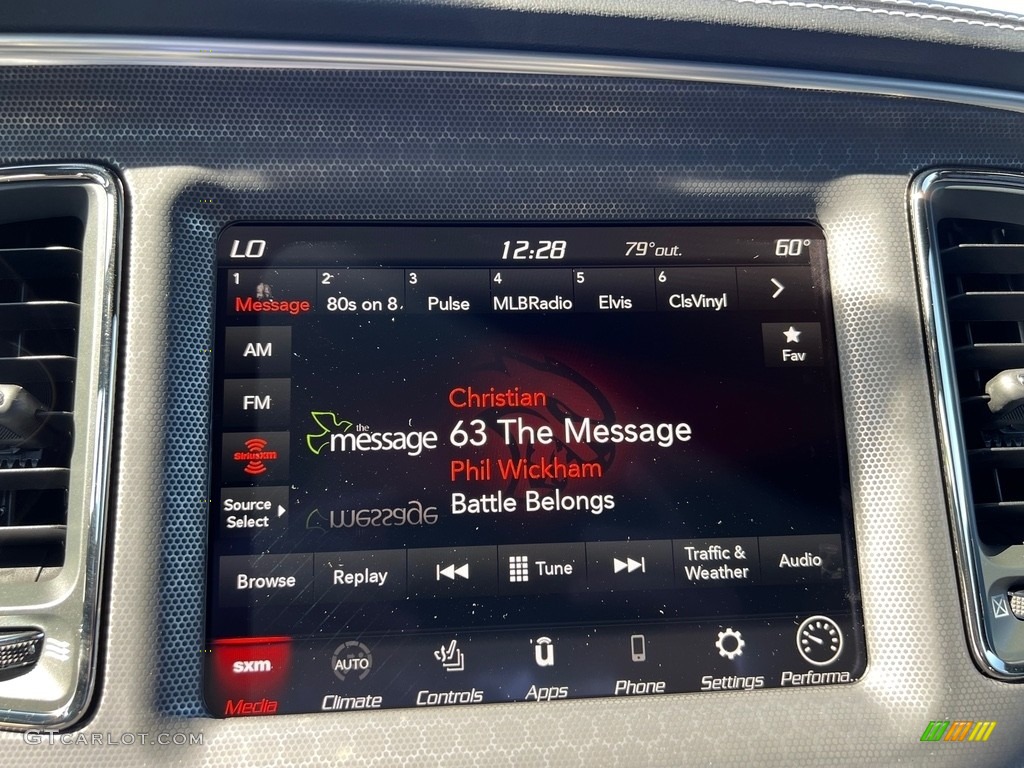 LO 12:28 79°out. 60°
1 2 3 4 5 6
Message 80s on 8 Pulse MLBRadio Elvis ClsVinyl
AM
Fav
FM
Christian
the
message
63 The Message
SiriusXM
Phil Wickham
Battle Belongs
Source
Select
message
Browse Replay Tune Traffic &
Weather Audio
sxm AUTO u
Media Climate Controls Apps Phone Settings Performa..
GTCARLOT.COM